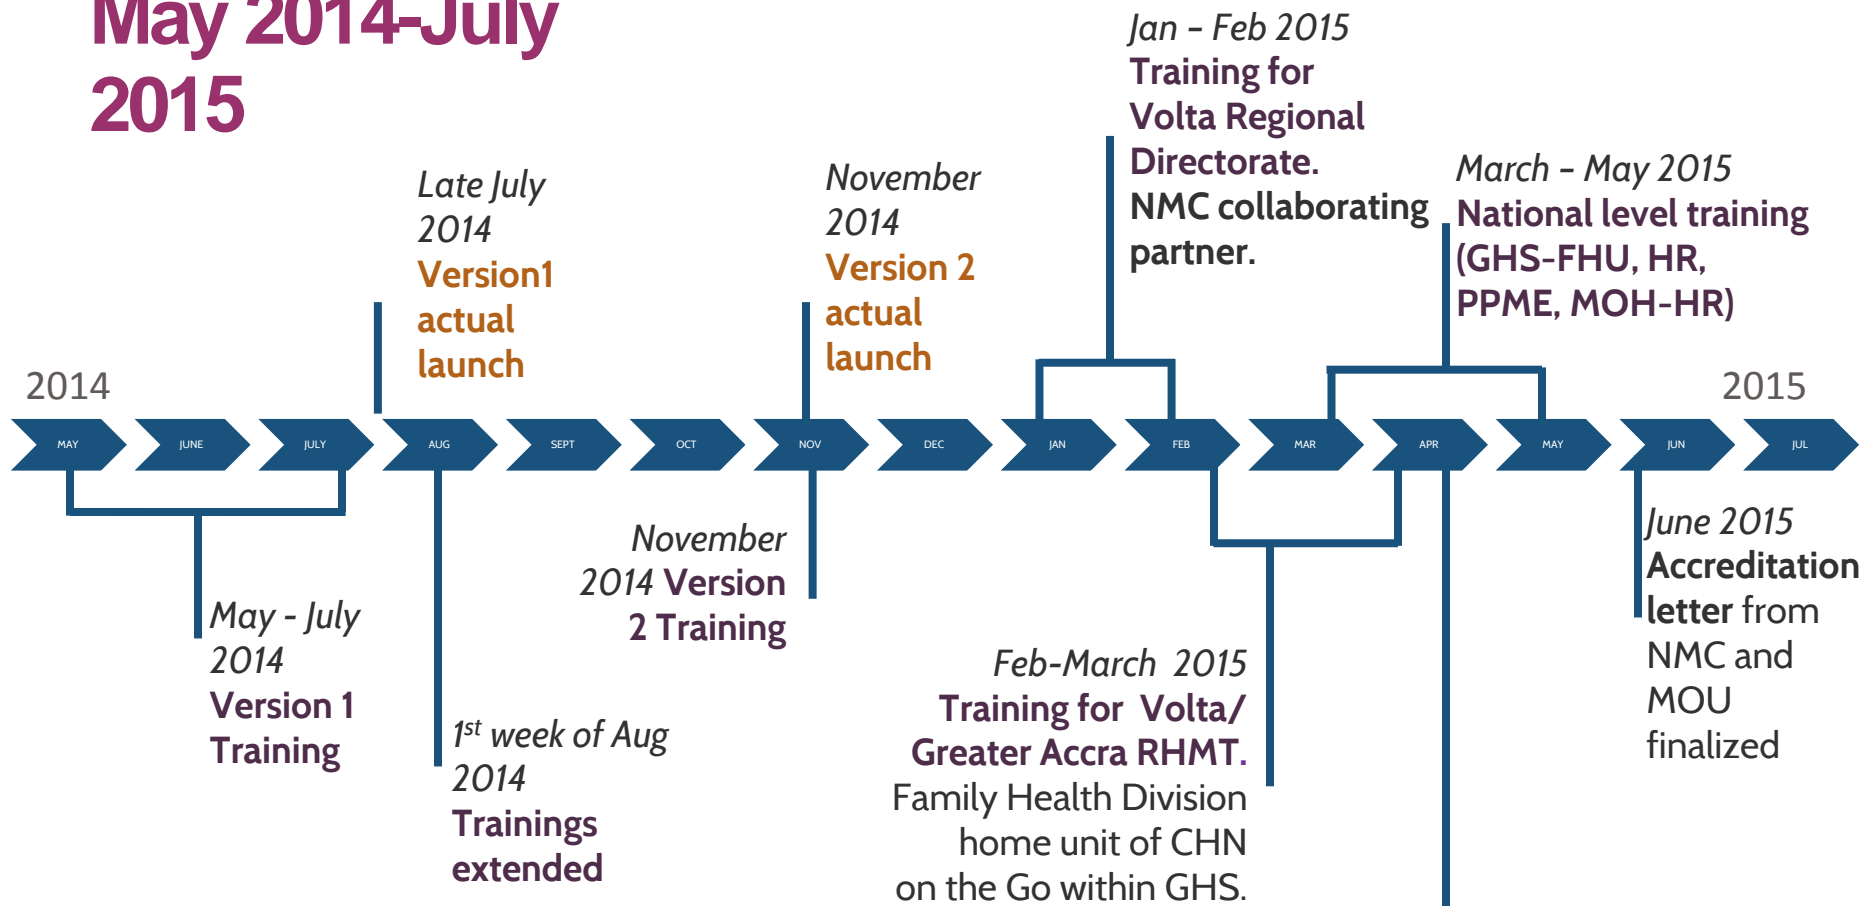 May 2014-July
2015
Jan – Feb 2015
Training for
Volta Regional
Directorate.
NMC collaborating
partner.
Late July
2014
Version1
actual
launch
November
2014
Version 2
actual
launch
March – May 2015
National level training
(GHS-FHU, HR,
PPME, MOH-HR)
2014
2015
MAY
JUNE
JULY
AUG
SEPT
OCT
NOV
DEC
JAN
FEB
MAR
APR
MAY
JUN
JUL
May - July
2014
Version 1
Training
1st week of Aug
2014
Trainings
extended
November
2014 Version
2 Training
Feb-March 2015
Training for Volta/
Greater Accra RHMT.
Family Health Division
home unit of CHN
on the Go within GHS.
June 2015
Accreditation
letter from
NMC and
MOU
finalized